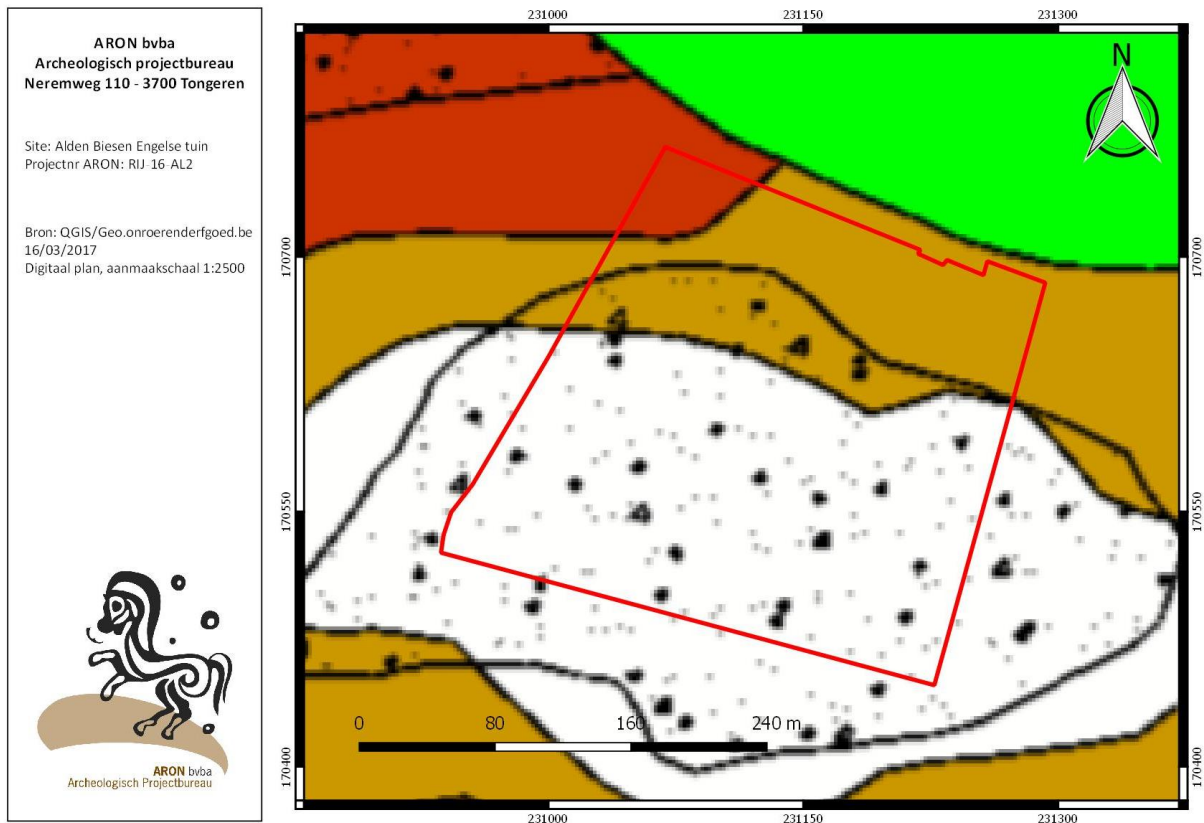 ARON bvba
Archeologisch projectbureau
Neremweg 110 - 3700 Tongeren
Site: Alden Biesen Engelse tuin
Projectnr ARON: RIJ-16-AL2
Bron: QGIS/Geo.onroerenderfgoed.be
16/03/2017
Digitaal plan, aanmaakschaal 1:2500
ARON bvba
Archeologisch Projectbureau
231000
231150
231300
N
170700
170700
170550
170550
0
80
160
240 m
170400
170400
231000
231150
231300